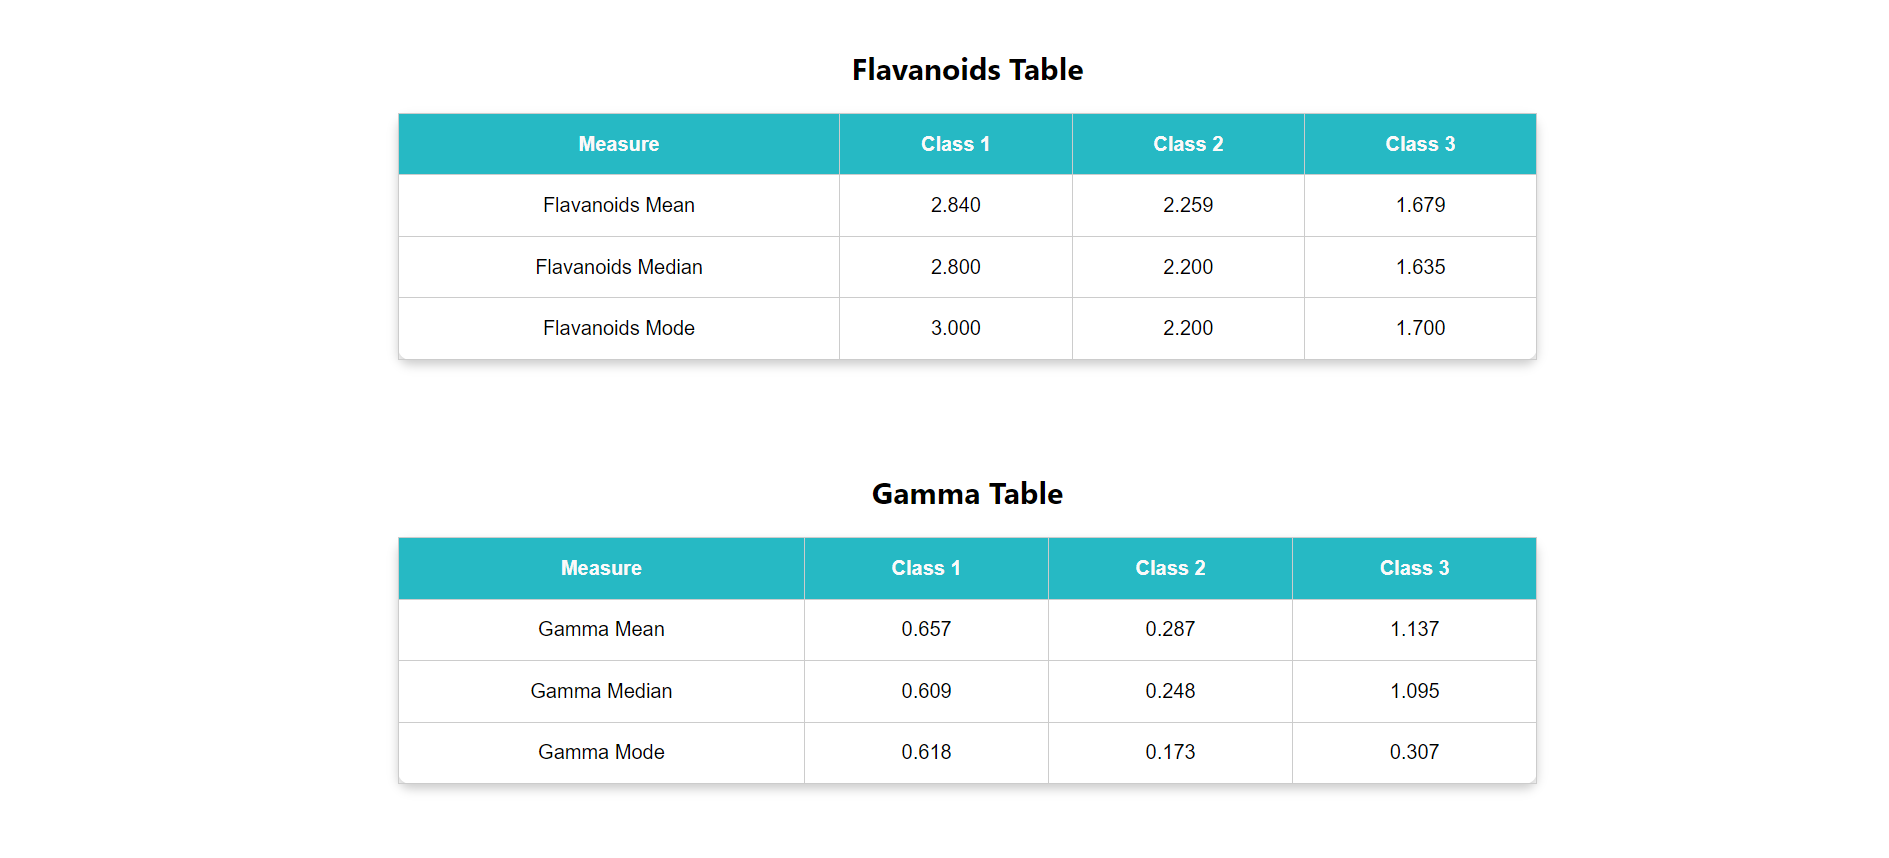 Flavanoids Table
Measure Class 1 Class 2 Class 3
Flavanoids Mean 2.840 2.259 1.679
Flavanoids Median 2.800 2.200 1.635
Flavanoids Mode 3.000 2.200 1.700
Gamma Table
Measure Class 1 Class 2 Class 3
Gamma Mean 0.657 0.287 1.137
Gamma Median 0.609 0.248 1.095
Gamma Mode 0.618 0.173 0.307